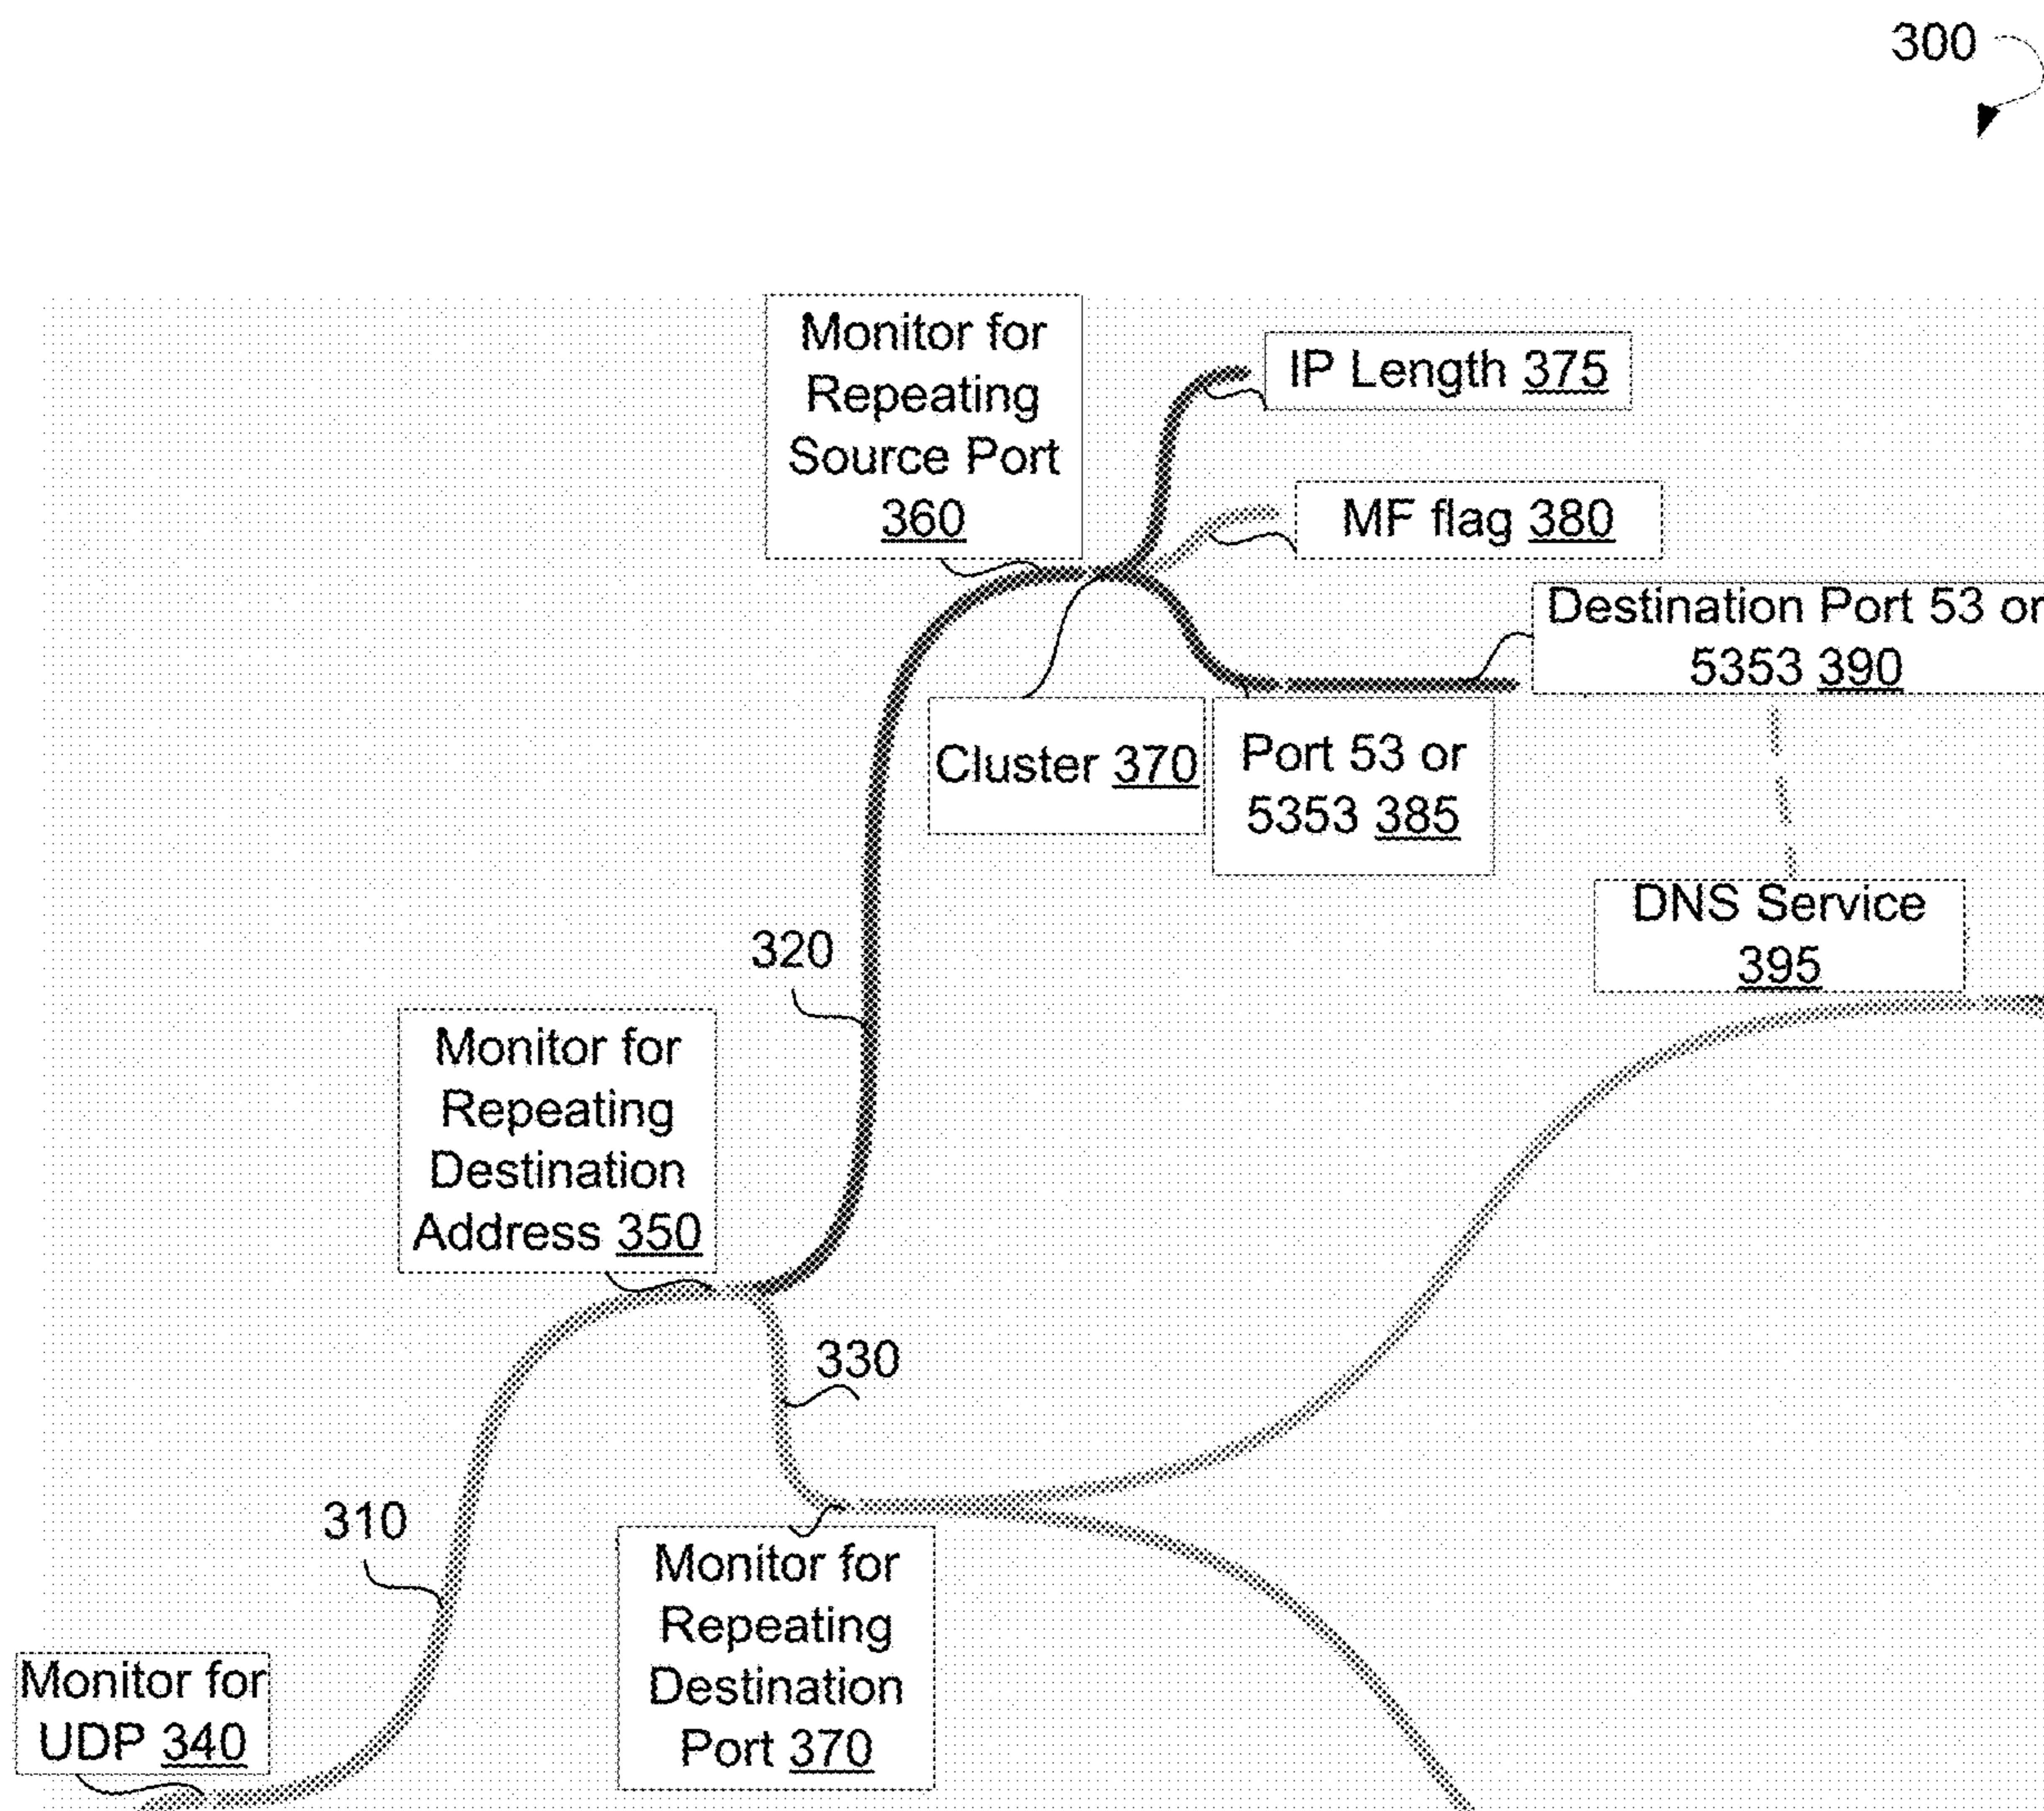 300
Monitor for
Repeating
Source Port
360
IP Length 375
MF flag 380
Destination Port 53 or
5353 390
Cluster 370
Port 53 or
5353 385
DNS Service
395
320
Monitor for
Repeating
Destination
Address 350
330
310
Monitor for
Repeating
Destination
Port 370
Monitor for
UDP 340